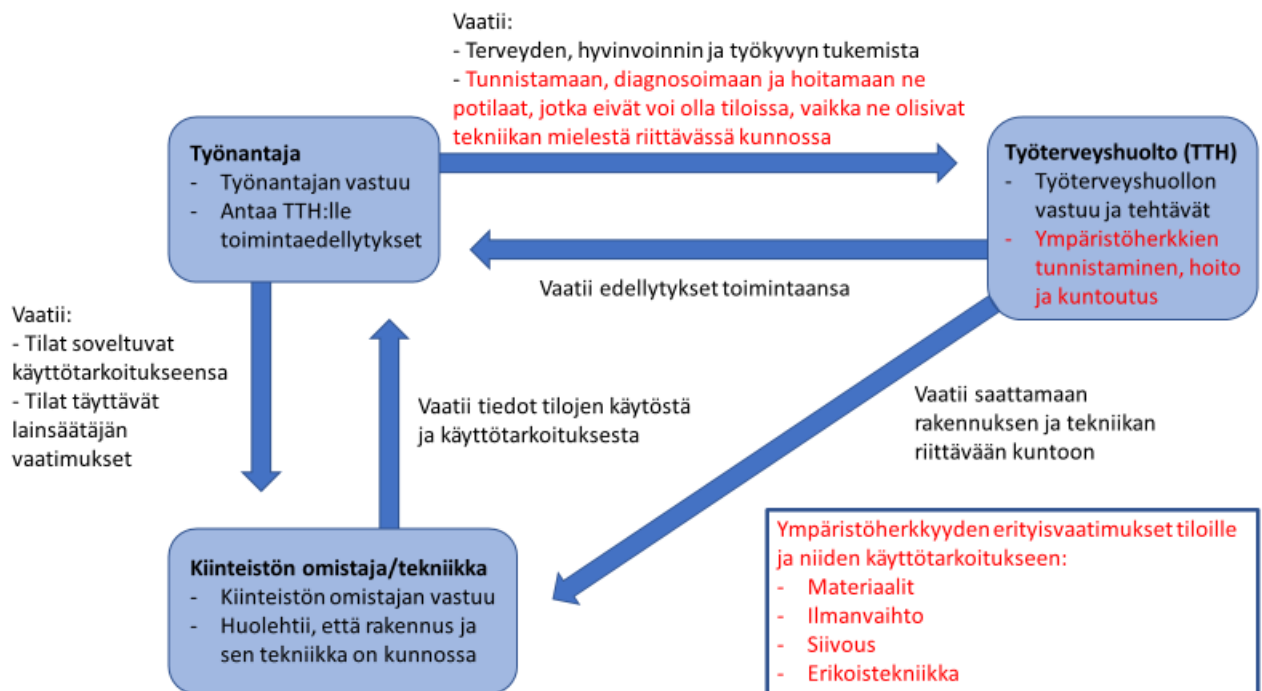 Vaatii:
- Terveyden, hyvinvoinnin ja työkyvyn tukemista
- Tunnistamaan, diagnosoimaan ja hoitamaan ne
potilaat, jotka eivät voi olla tiloissa, vaikka ne olisivat
tekniikan mielestä riittävässä kunnossa
Työnantaja
- Työnantajan vastuu
- Antaa TTH:lle
toimintaedellytykset
Työterveyshuolto (TTH)
- Työterveyshuollon
vastuu ja tehtävät
- Ympäristöherkkien
tunnistaminen, hoito
ja kuntoutus
Vaatii edellytykset toimintaansa
Vaatii:
- Tilat soveltuvat
käyttötarkoitukseensa
- Tilat täyttävät
lainsäätäjän
vaatimukset
Vaatii tiedot tilojen käytöstä
ja käyttötarkoituksesta
Vaatii saattamaan
rakennuksen ja tekniikan
riittävään kuntoon
Kiinteistön omistaja/tekniikka
- Kiinteistön omistajan vastuu
- Huolehtii, että rakennus ja
sen tekniikka on kunnossa
Ympäristöherkkyyden erityisvaatimukset tiloille
ja niiden käyttötarkoitukseen:
- Materiaalit
- Ilmanvaihto
- Siivous
- Erikoistekniikka